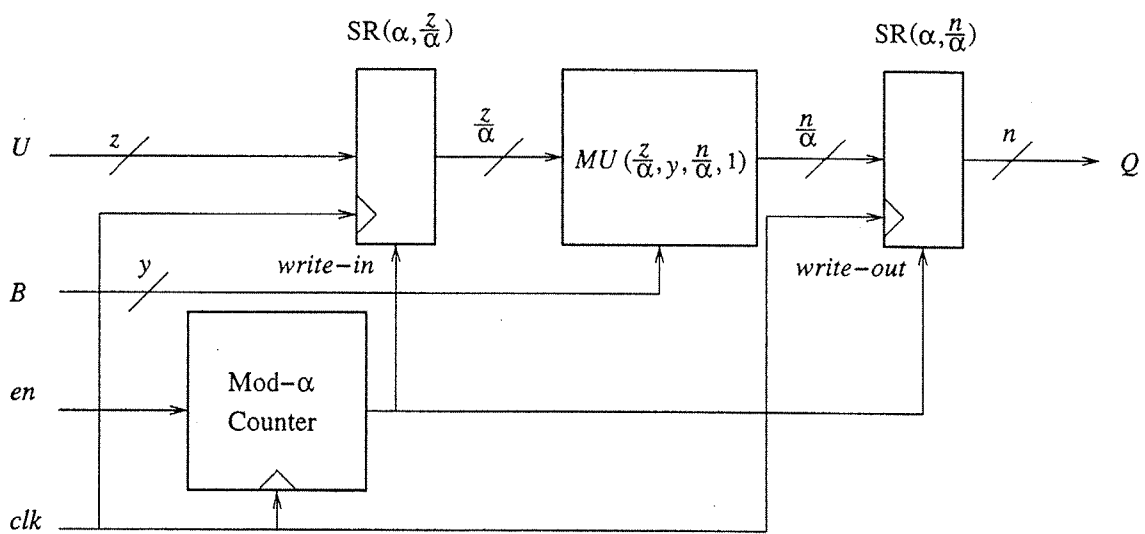 SR(α, z/α)
SR(α, n/α)
U
z
z/α
MU(z/α, y, n/α, 1)
n/α
n
Q
write-in
write-out
B
y
en
Mod-α
Counter
clk